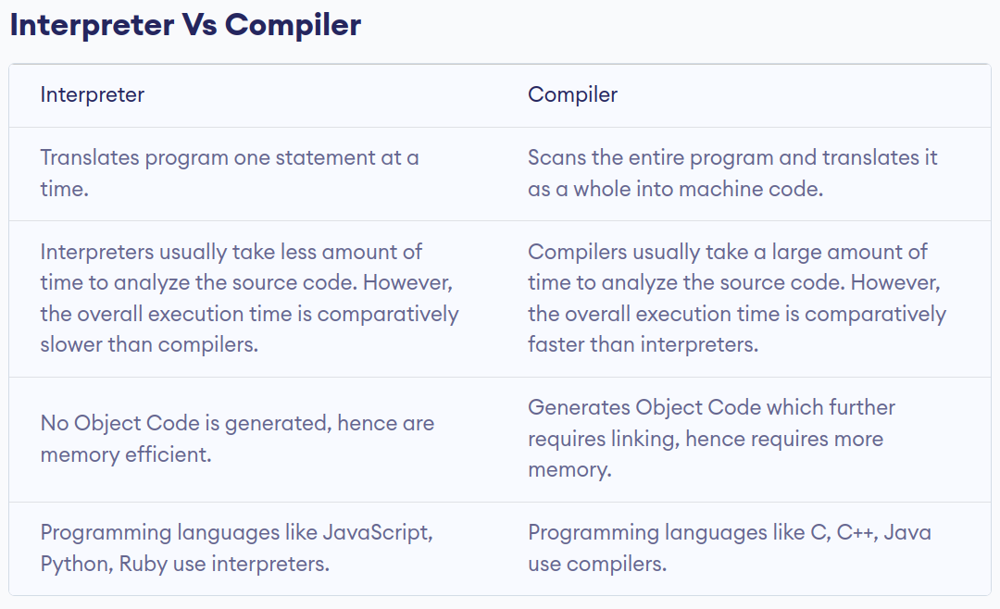 Interpreter Vs Compiler
Interpreter
Compiler
Translates program one statement at a
time.
Scans the entire program and translates it
as a whole into machine code.
Interpreters usually take less amount of
time to analyze the source code. However,
the overall execution time is comparatively
slower than compilers.
Compilers usually take a large amount of
time to analyze the source code. However,
the overall execution time is comparatively
faster than interpreters.
No Object Code is generated, hence are
memory efficient.
Generates Object Code which further
requires linking, hence requires more
memory.
Programming languages like JavaScript,
Python, Ruby use interpreters.
Programming languages like C, C++, Java
use compilers.